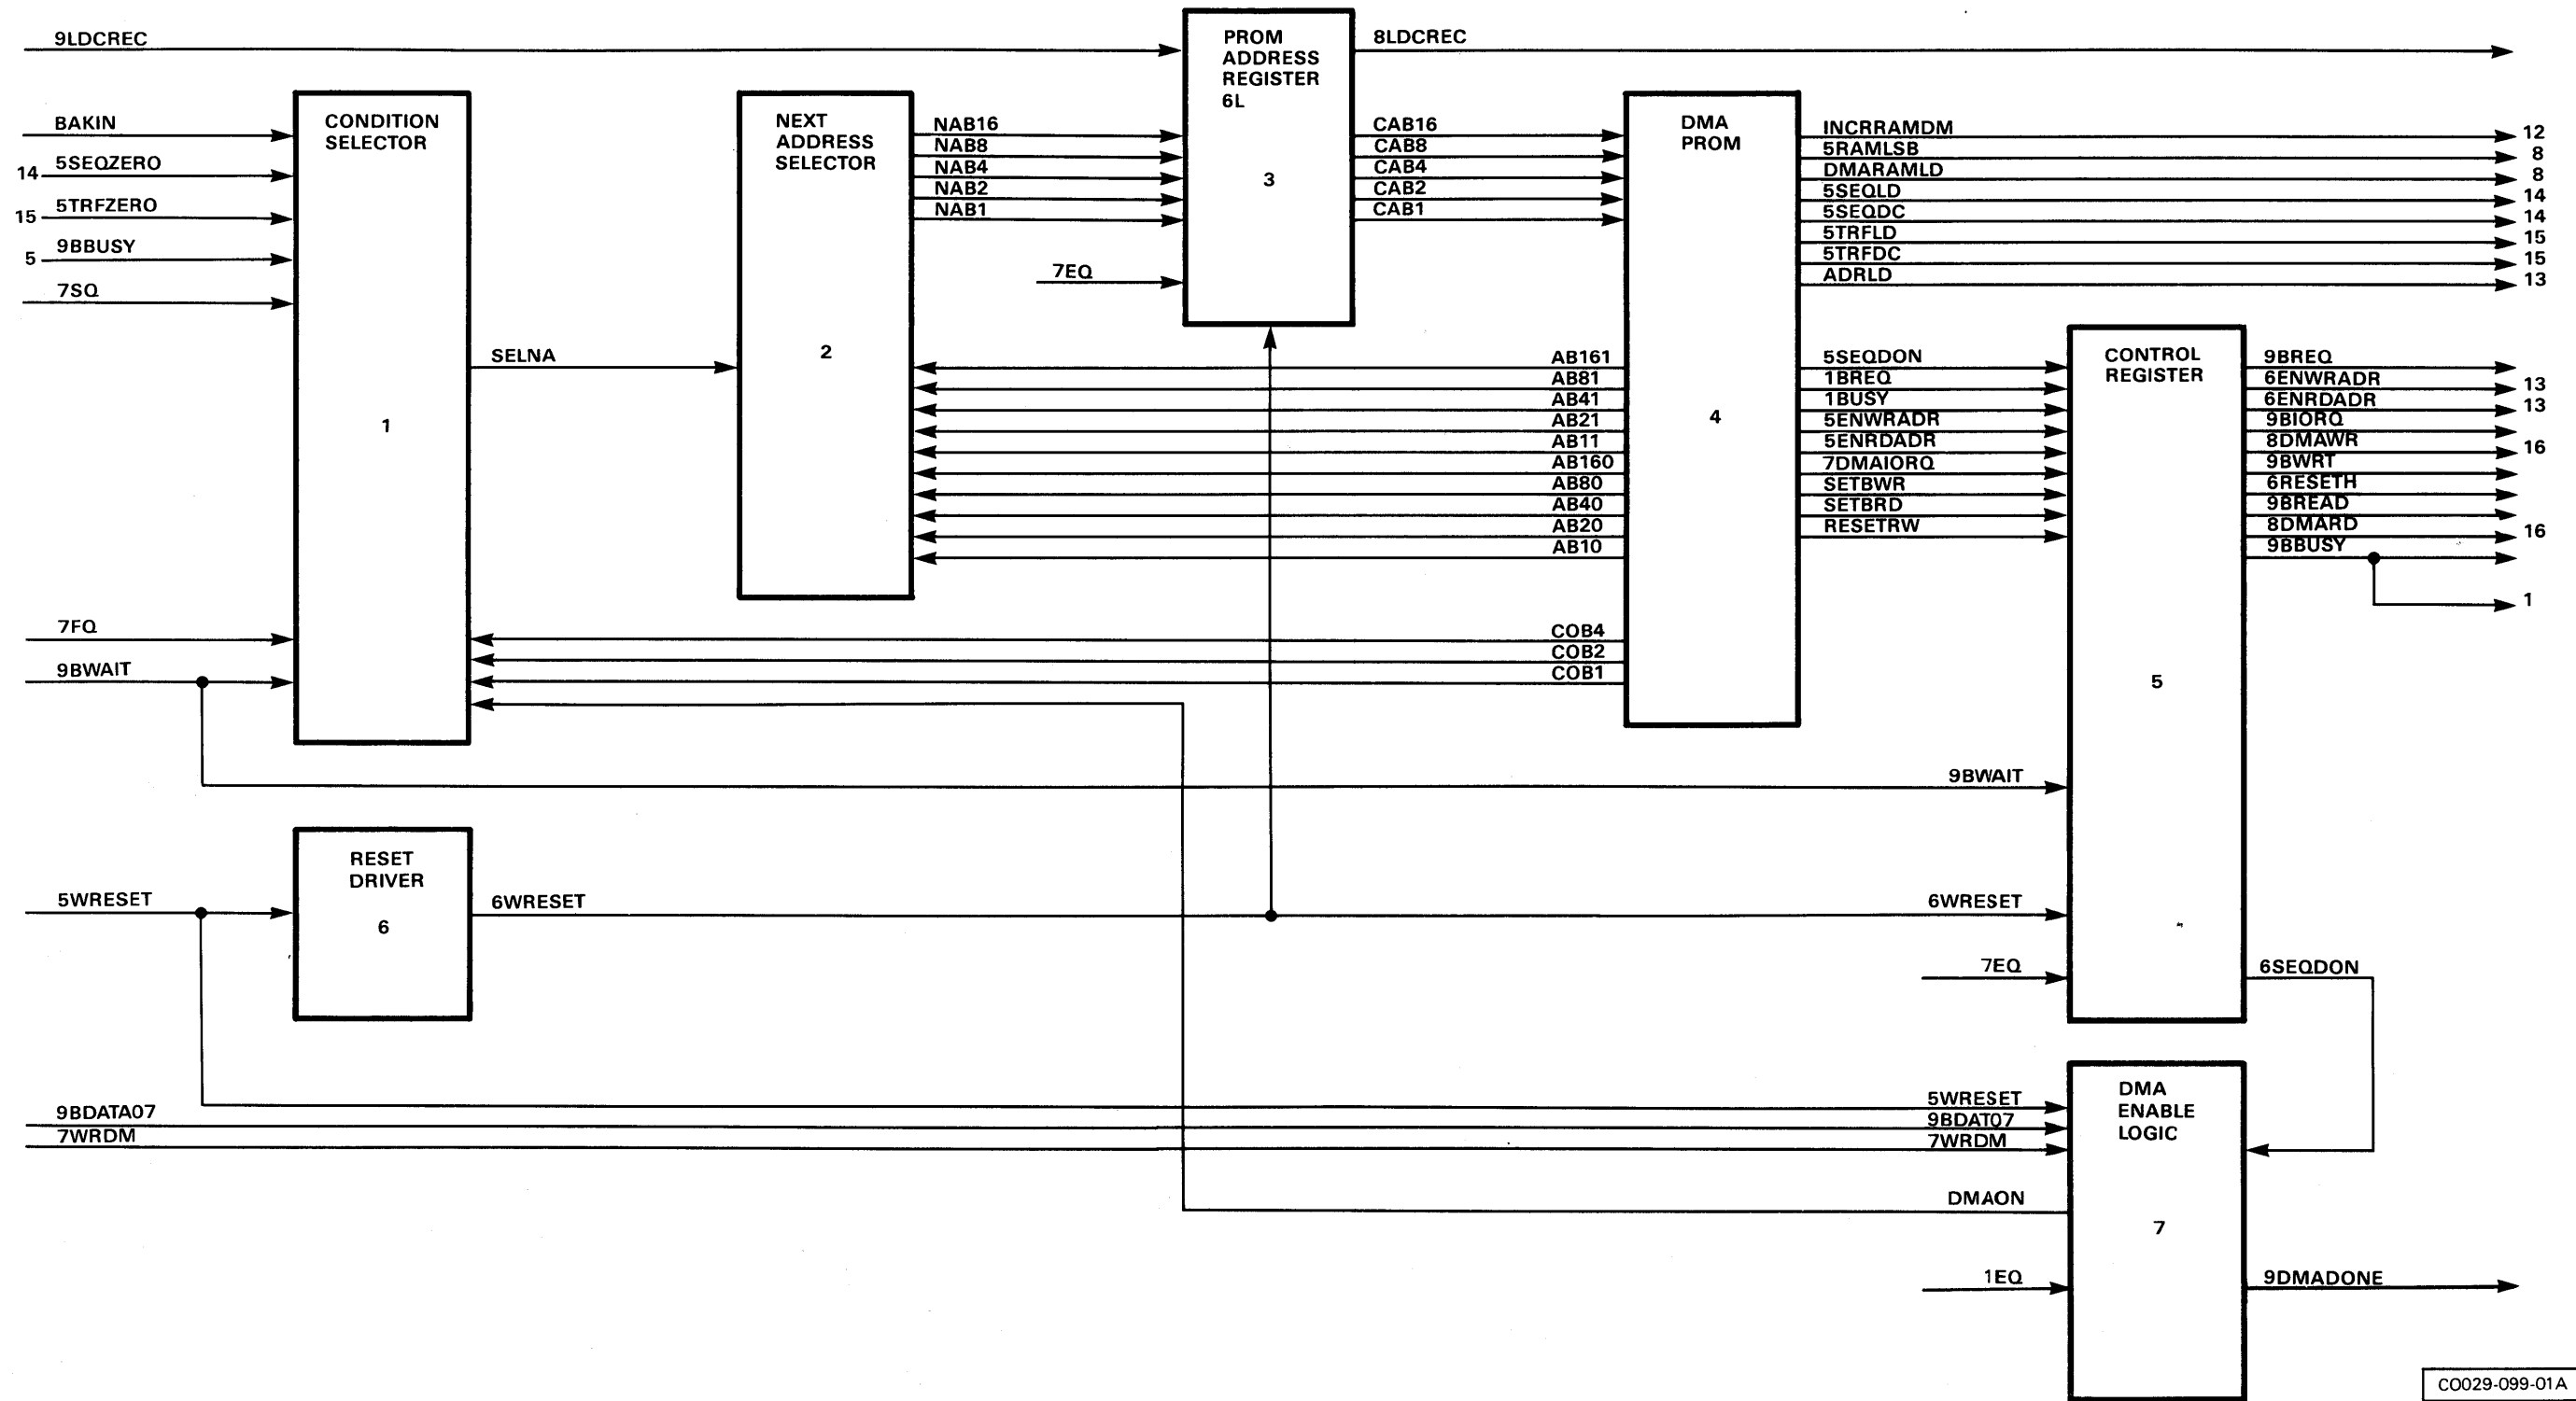 9LDCREC
BAKIN
14 5SEQZERO
15 5TRFZERO
5 9BBUSY
7SQ
7FQ
9BWAIT
5WRESET
9BDATA07
7WRDM
CONDITION
SELECTOR
1
SELNA
RESET
DRIVER
6
6WRESET
NEXT
ADDRESS
SELECTOR
2
NAB16
NAB8
NAB4
NAB2
NAB1
7EQ
PROM
ADDRESS
REGISTER
6L
3
8LDCREC
CAB16
CAB8
CAB4
CAB2
CAB1
AB161
AB81
AB41
AB21
AB11
AB160
AB80
AB40
AB20
AB10
COB4
COB2
COB1
DMA
PROM
4
INCRRAMDM 12
5RAMLSB 8
DMARAMLD 8
5SEQLD 14
5SEQDC 14
5TRFLD 15
5TRFDC 15
ADRLD 13
5SEQDON
1BREQ
1BUSY
5ENWRADR
5ENRDADR
7DMAIORQ
SETBWR
SETBRD
RESETRW
9BWAIT
6WRESET
7EQ
CONTROL
REGISTER
5
9BREQ
6ENWRADR 13
6ENRDADR 13
9BIORQ
8DMAWR 16
9BWRT
6RESETH
9BREAD
8DMARD 16
9BBUSY
1
6SEQDON
5WRESET
9BDAT07
7WRDM
DMAON
1EQ
DMA
ENABLE
LOGIC
7
9DMADONE
CO029-099-01A